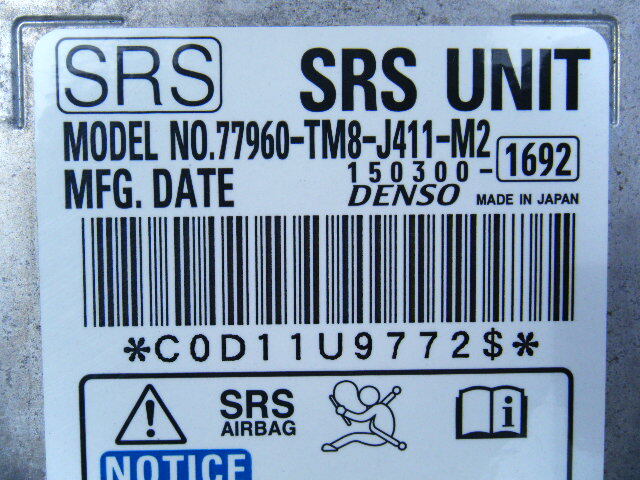 SRS SRS UNIT
MODEL NO.77960-TM8-J411-M2
150300-1692
MFG. DATE DENSO MADE IN JAPAN
*C0D11U9772$*
SRS
AIRBAG
NOTICE